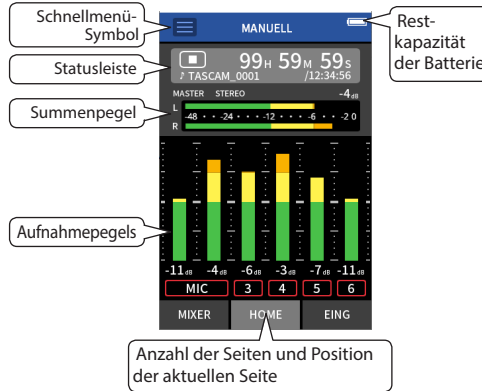 Schnellmenü-
Symbol
MANUELL
Rest-
kapazität
der Batterie
Statusleiste
99H 59M 59S
♪ TASCAM_0001 /12:34:56
MASTER STEREO -4dB
Summenpegel
L
-48 • • • -24 • • • • -12 • • • • -6 • • -2 0
R
Aufnahmepegels
-11dB -4dB -6dB -3dB -7dB -11dB
MIC 3 4 5 6
MIXER HOME EING
Anzahl der Seiten und Position
der aktuellen Seite